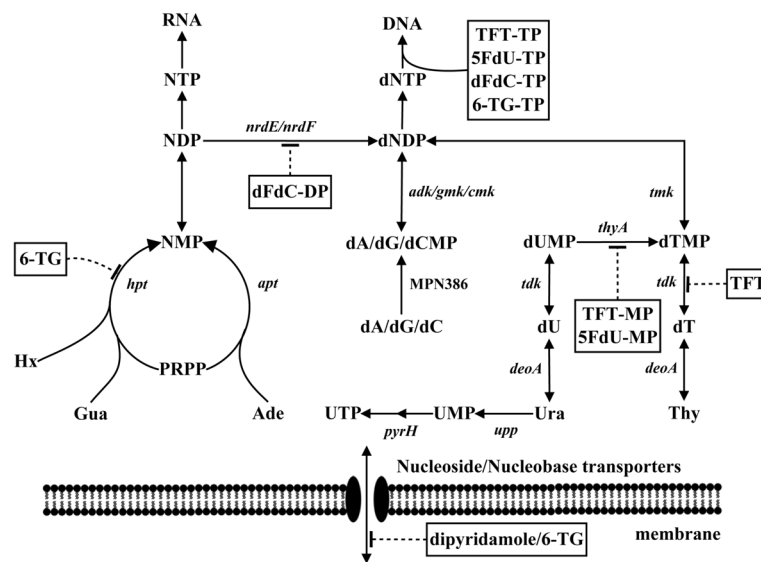 RNA
DNA
TFT-TP
5FdU-TP
dFdC-TP
6-TG-TP
NTP
dNTP
NDP
nrdE/nrdF
dNDP
dFdC-DP
adk/gmk/cmk
tmk
6-TG
NMP
dA/dG/dCMP
dUMP
thyA
dTMP
hpt
apt
MPN386
tdk
tdk
TFT
TFT-MP
5FdU-MP
dA/dG/dC
dU
dT
Hx
PRPP
deoA
deoA
Gua
Ade
UTP
UMP
Ura
Thy
pyrH
upp
Nucleoside/Nucleobase transporters
membrane
dipyridamole/6-TG